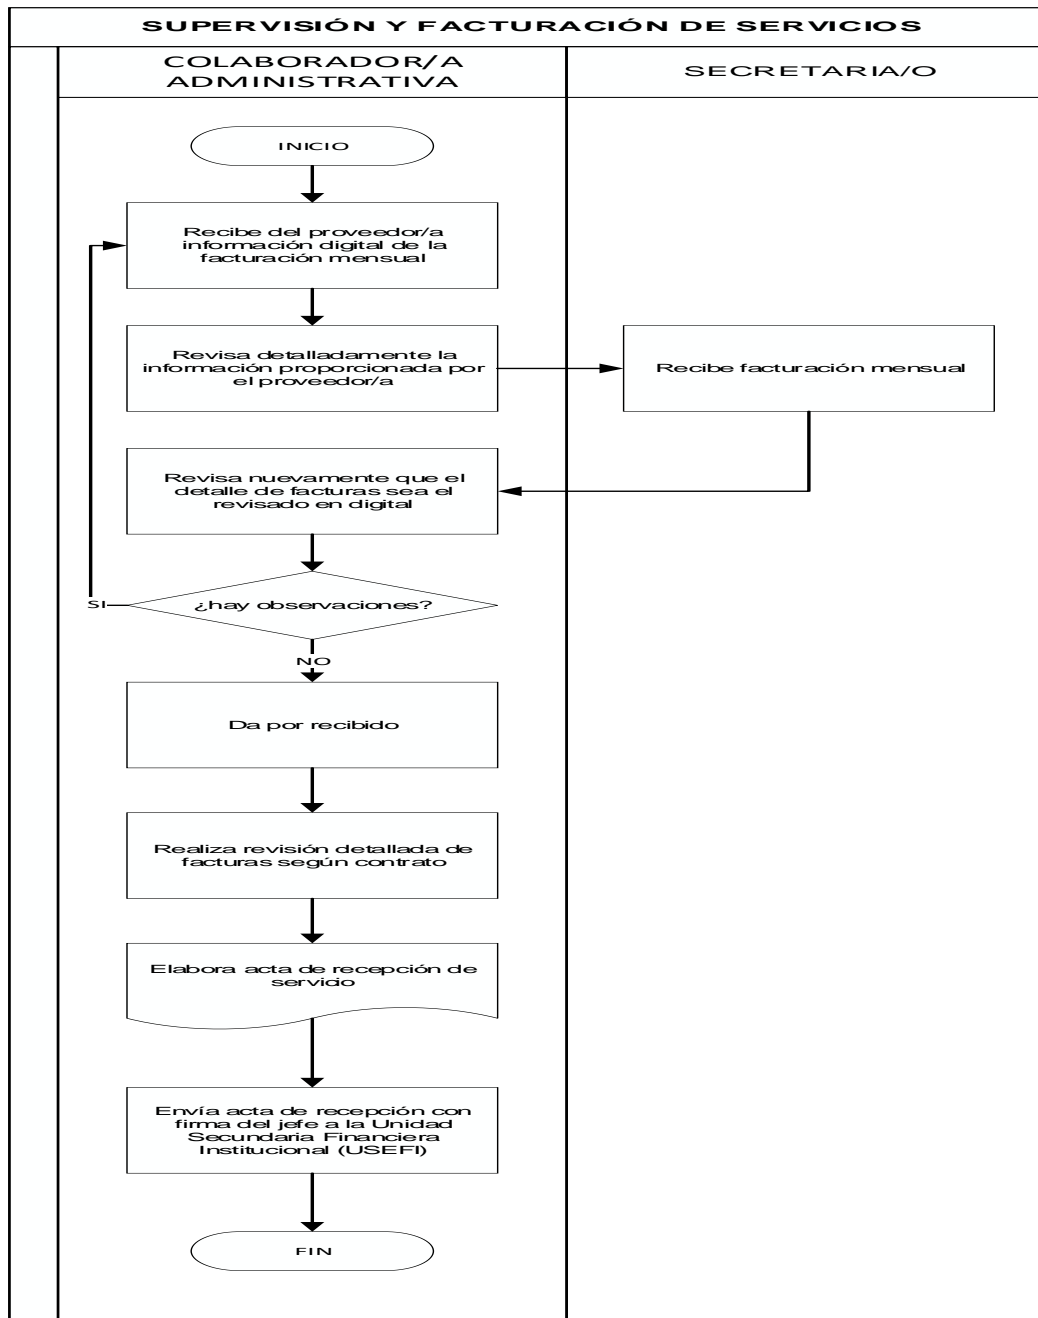 SUPERVISIÓN Y FACTURACIÓN DE SERVICIOS
COLABORADOR/A
ADMINISTRATIVA
SECRETARIA/O
INICIO
Recibe del proveedor/a
información digital de la
facturación mensual
Revisa detalladamente la
información proporcionada por
el proveedor/a
Recibe facturación mensual
Revisa nuevamente que el
detalle de facturas sea el
revisado en digital
¿hay observaciones?
SI
NO
Da por recibido
Realiza revisión detallada de
facturas según contrato
Elabora acta de recepción de
servicio
Envía acta de recepción con
firma del jefe a la Unidad
Secundaria Financiera
Institucional (USEFI)
FIN